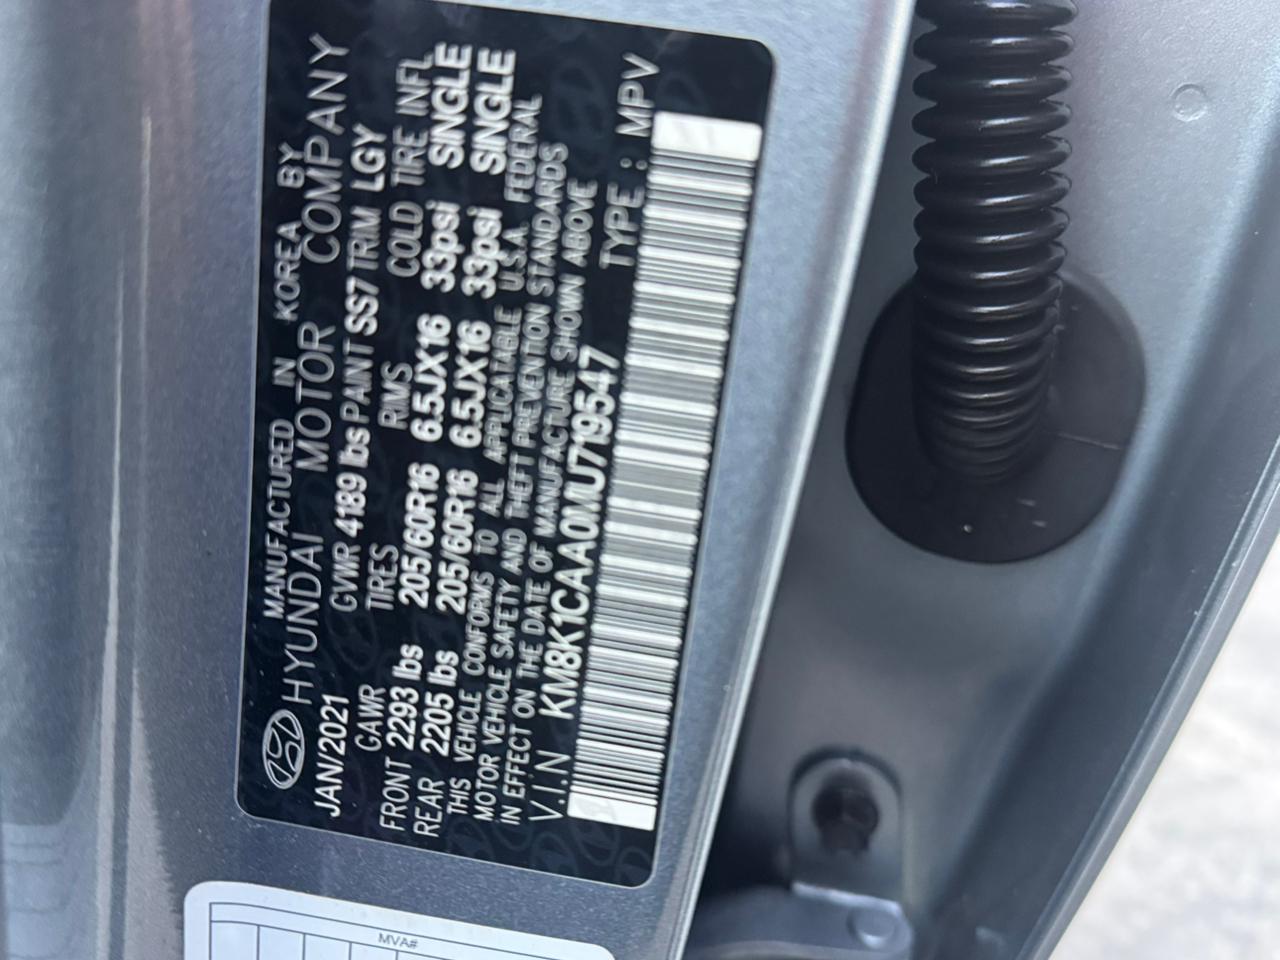 MANUFACTURED IN KOREA BY
HYUNDAI MOTOR COMPANY
JAN/2021 GVWR 4189 lbs PAINT SS7 TRIM LGY
GAWR TIRES RIMS COLD TIRE INFL
FRONT 2293 lbs 205/60R16 6.5JX16 33psi SINGLE
REAR 2205 lbs 205/60R16 6.5JX16 33psi SINGLE
THIS VEHICLE CONFORMS TO ALL APPLICABLE U.S.A. FEDERAL
MOTOR VEHICLE SAFETY AND THEFT PREVENTION STANDARDS
IN EFFECT ON THE DATE OF MANUFACTURE SHOWN ABOVE
V.I.N KM8K1CAA0MU719547 TYPE : MPV
MVA#